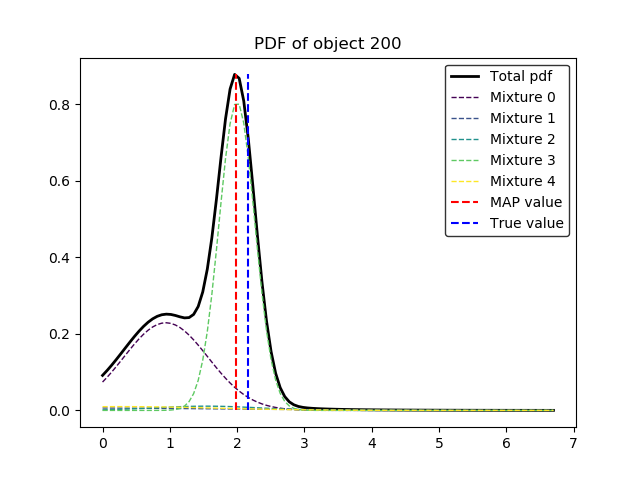 PDF of object 200
Total pdf
Mixture 0
Mixture 1
Mixture 2
Mixture 3
Mixture 4
MAP value
True value
0.8
0.6
0.4
0.2
0.0
0 1 2 3 4 5 6 7